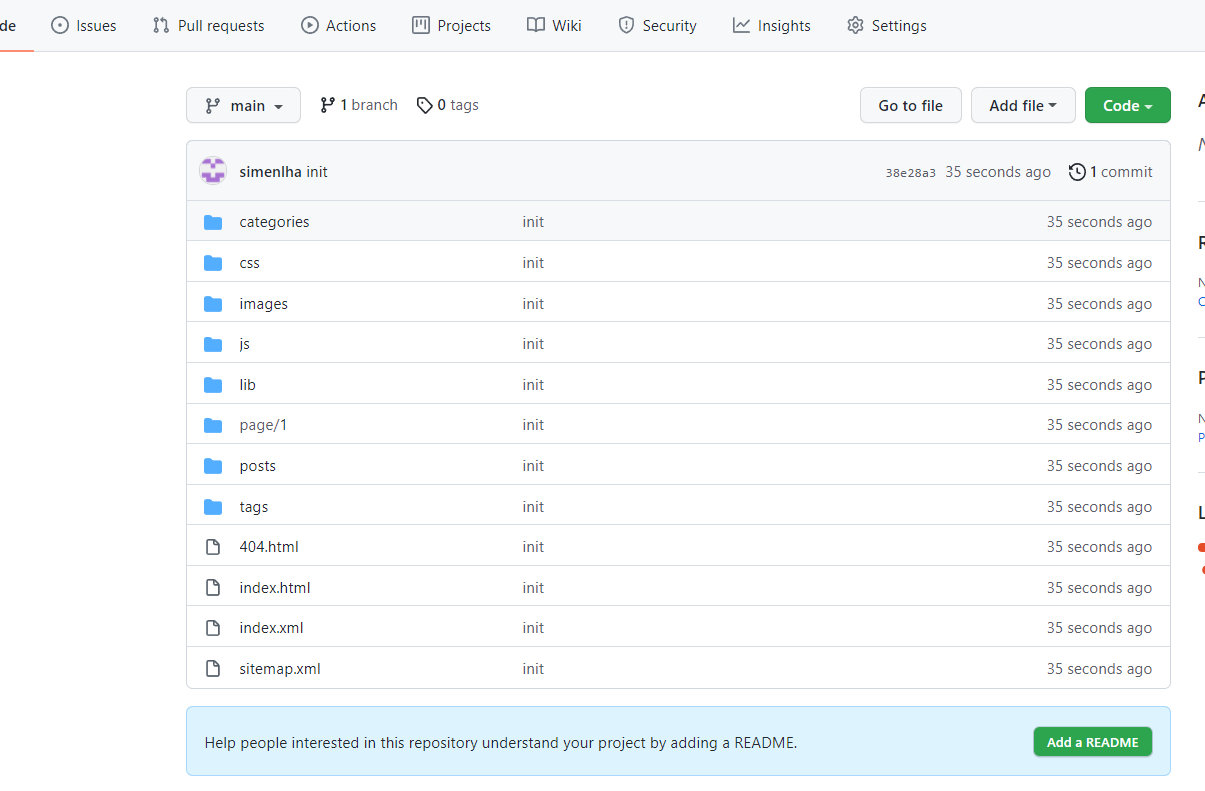 de Issues Pull requests Actions Projects Wiki Security Insights Settings
main 1 branch 0 tags Go to file Add file Code
simenlha init 38e28a3 35 seconds ago 1 commit
categories init 35 seconds ago
css init 35 seconds ago
images init 35 seconds ago
js init 35 seconds ago
lib init 35 seconds ago
page/1 init 35 seconds ago
posts init 35 seconds ago
tags init 35 seconds ago
404.html init 35 seconds ago
index.html init 35 seconds ago
index.xml init 35 seconds ago
sitemap.xml init 35 seconds ago
Help people interested in this repository understand your project by adding a README. Add a README